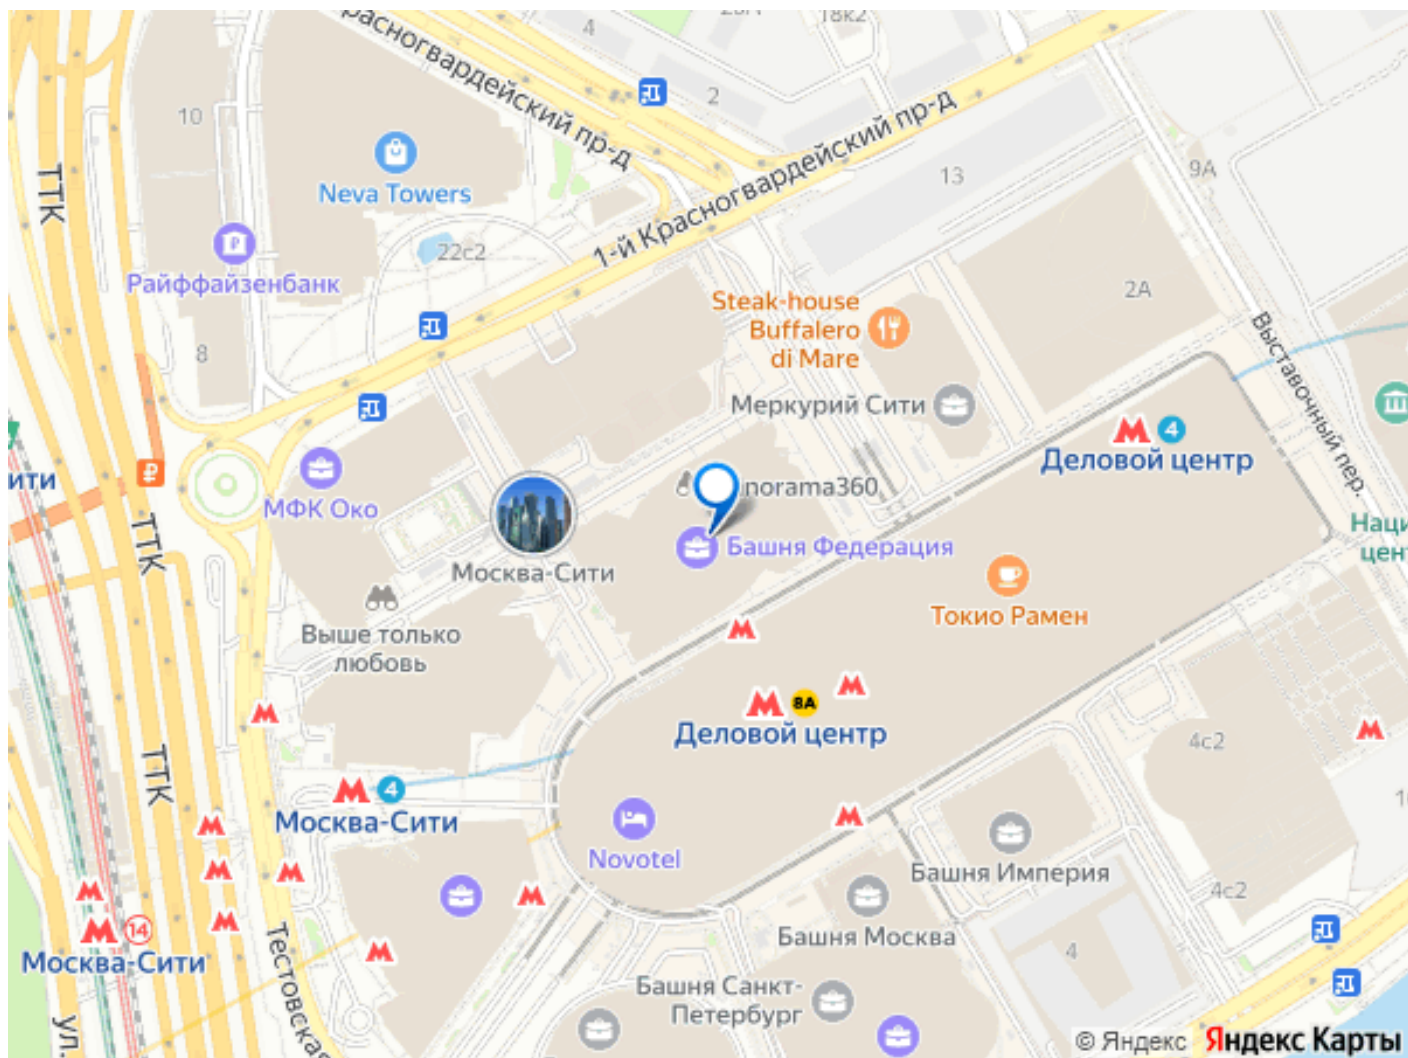 18к2
4
Красногвардейский пр-д
2
10
ТТК
Neva Towers
1-й Красногвардейский пр-д
13
9А
22с2
Райффайзенбанк
Steak-house
Buffalero
di Mare
2А
8
Выставочный пер.
Меркурий Сити
4
Деловой центр
МФК Око
norama360
Башня Федерация
Москва-Сити
ити
ТТК
Наци
цент
Токио Рамен
Выше только
любовь
8А
Деловой центр
4с2
ТТК
4
Москва-Сити
Novotel
Башня Империя
4с2
14
Москва-Сити
Башня Москва
4
Тестовская
Башня Санкт-
Петербург
ул.
© Яндекс Яндекс Карты